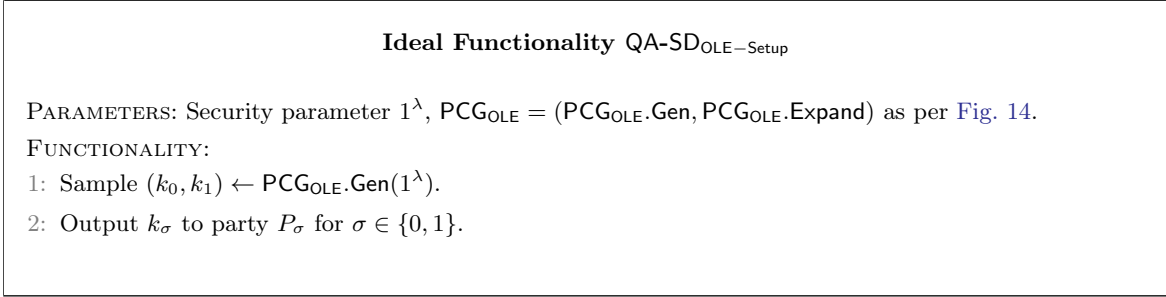 Ideal Functionality QA-SD_OLE−Setup
PARAMETERS: Security parameter 1^λ, PCG_OLE = (PCG_OLE.Gen, PCG_OLE.Expand) as per Fig. 14.
FUNCTIONALITY:
1: Sample (k_0, k_1) ← PCG_OLE.Gen(1^λ).
2: Output k_σ to party P_σ for σ ∈ {0, 1}.